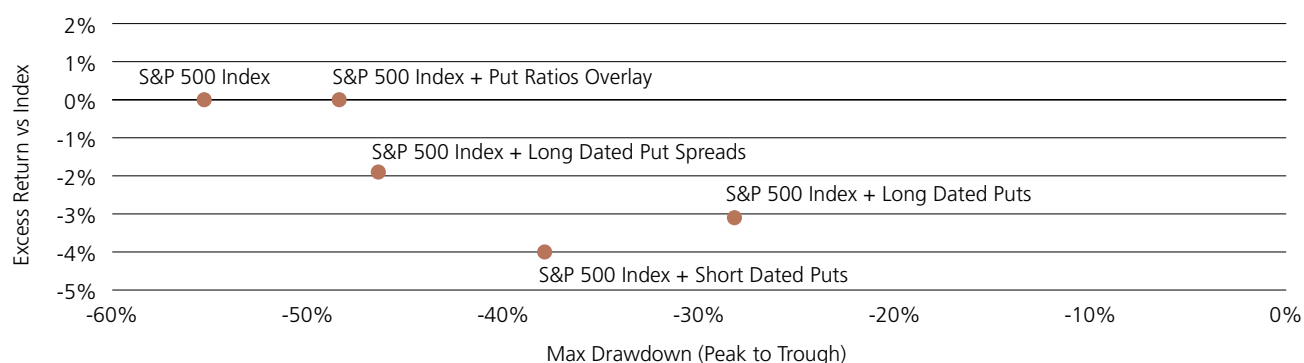 2%
1%
S&P 500 Index
S&P 500 Index + Put Ratios Overlay
0%
-1%
S&P 500 Index + Long Dated Put Spreads
-2%
S&P 500 Index + Long Dated Puts
-3%
-4%
S&P 500 Index + Short Dated Puts
-5%
Excess Return vs Index
-60%
-50%
-40%
-30%
-20%
-10%
0%
Max Drawdown (Peak to Trough)